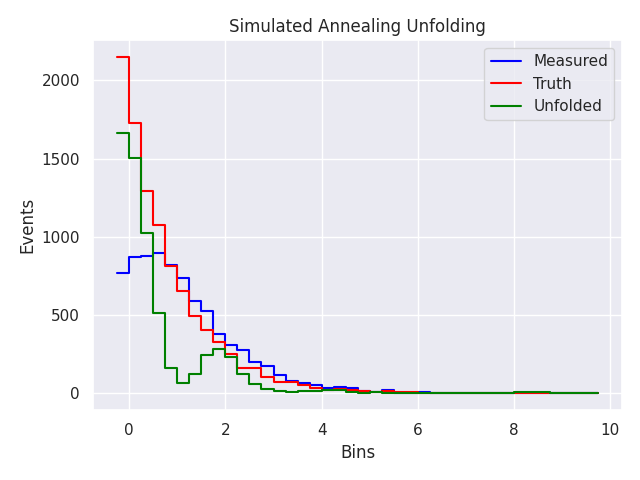 Simulated Annealing Unfolding
Measured
Truth
Unfolded
2000
1500
1000
500
0
Events
0 2 4 6 8 10
Bins